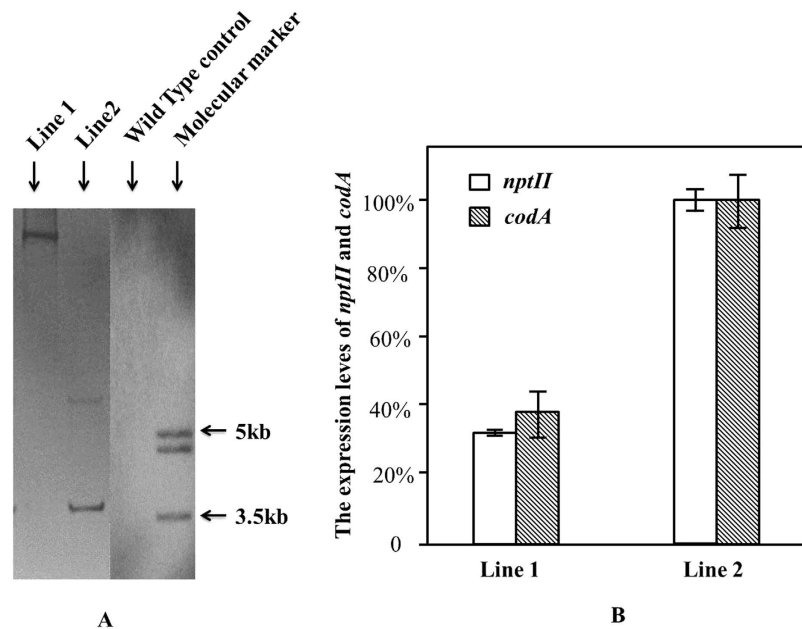 Line 1
Line2
Wild Type control
Molecular marker
5kb
3.5kb
A
The expression leves of nptII and codA
100%
80%
60%
40%
20%
0
nptII
codA
Line 1
Line 2
B